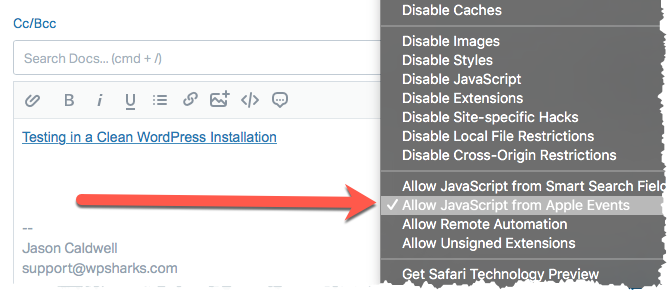 Cc/Bcc
Search Docs... (cmd + /)
B i U
Testing in a Clean WordPress Installation
--
Jason Caldwell
support@wpsharks.com
Disable Caches
Disable Images
Disable Styles
Disable JavaScript
Disable Extensions
Disable Site-specific Hacks
Disable Local File Restrictions
Disable Cross-Origin Restrictions
Allow JavaScript from Smart Search Field
✓ Allow JavaScript from Apple Events
Allow Remote Automation
Allow Unsigned Extensions
Get Safari Technology Preview